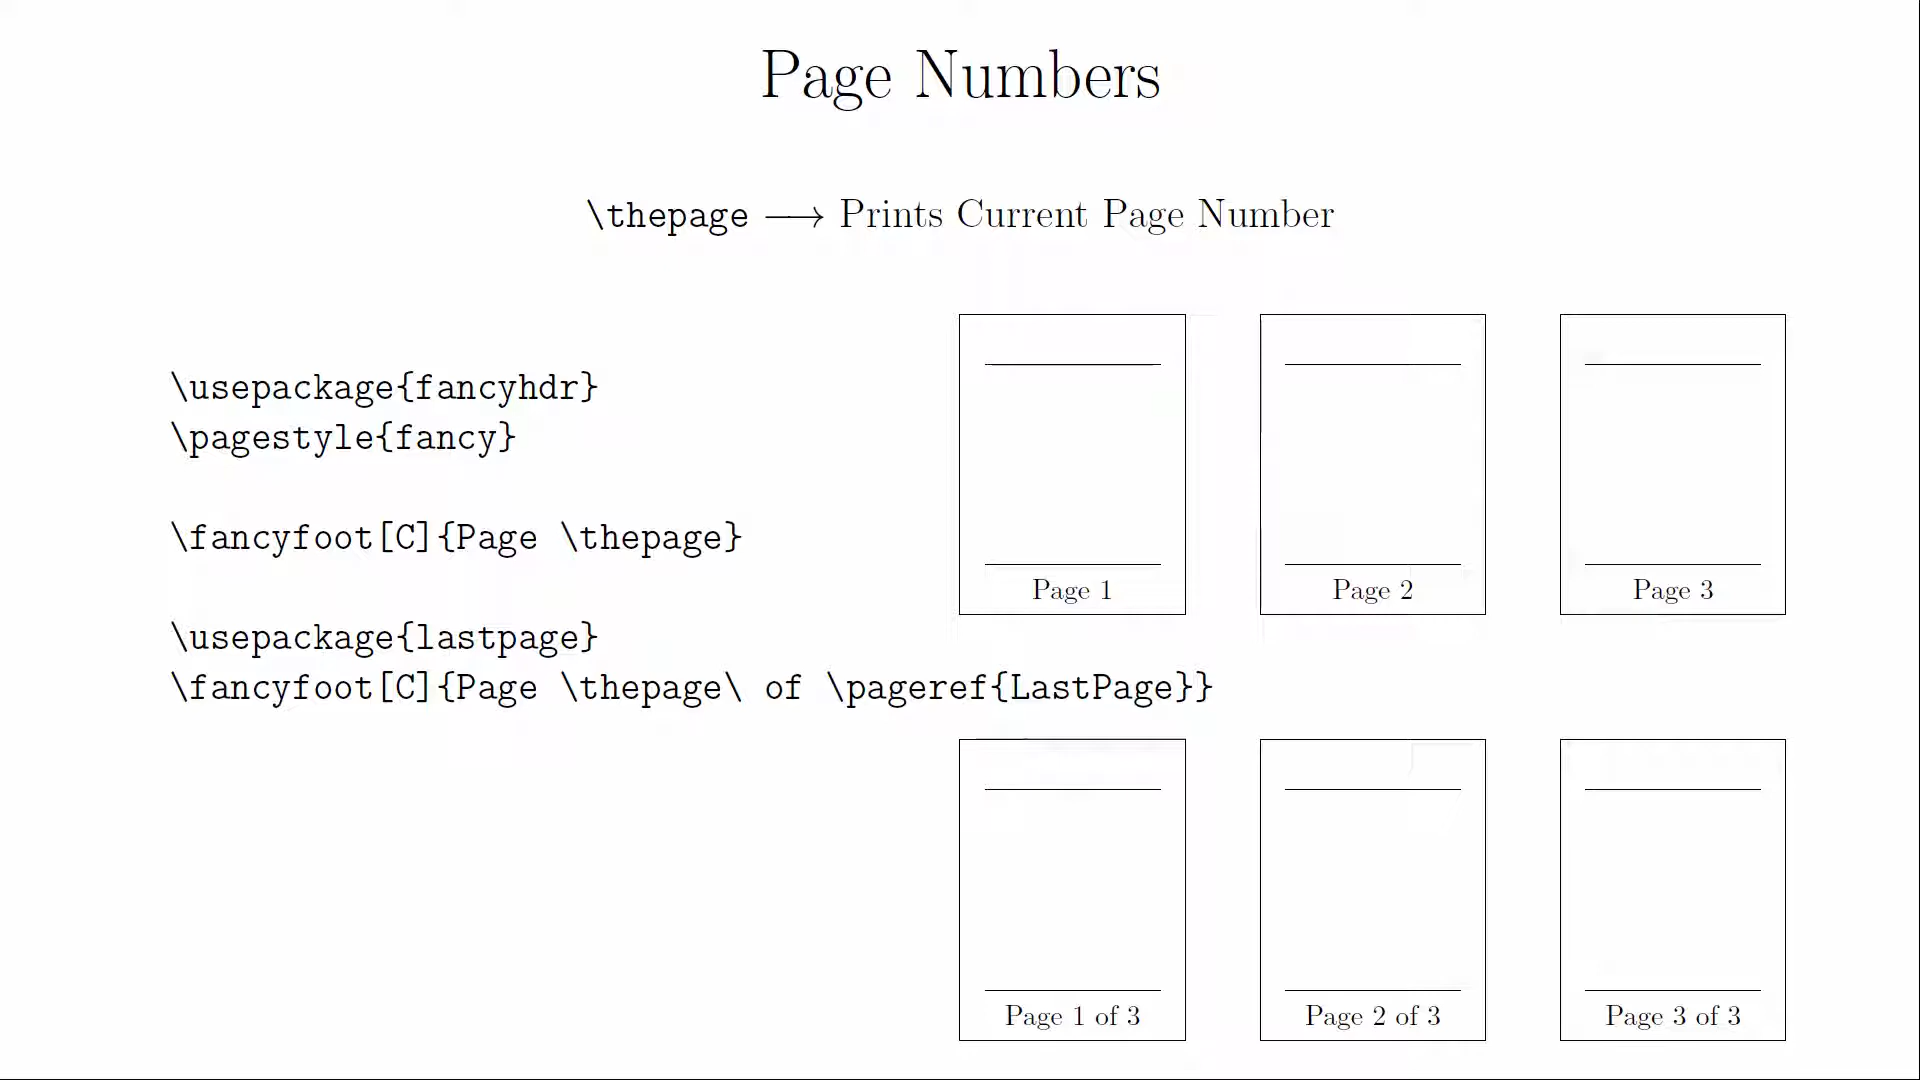 Page Numbers
\thepage ⟶ Prints Current Page Number
\usepackage{fancyhdr}
\pagestyle{fancy}
\fancyfoot[C]{Page \thepage}
Page 1
Page 2
Page 3
\usepackage{lastpage}
\fancyfoot[C]{Page \thepage\ of \pageref{LastPage}}
Page 1 of 3
Page 2 of 3
Page 3 of 3